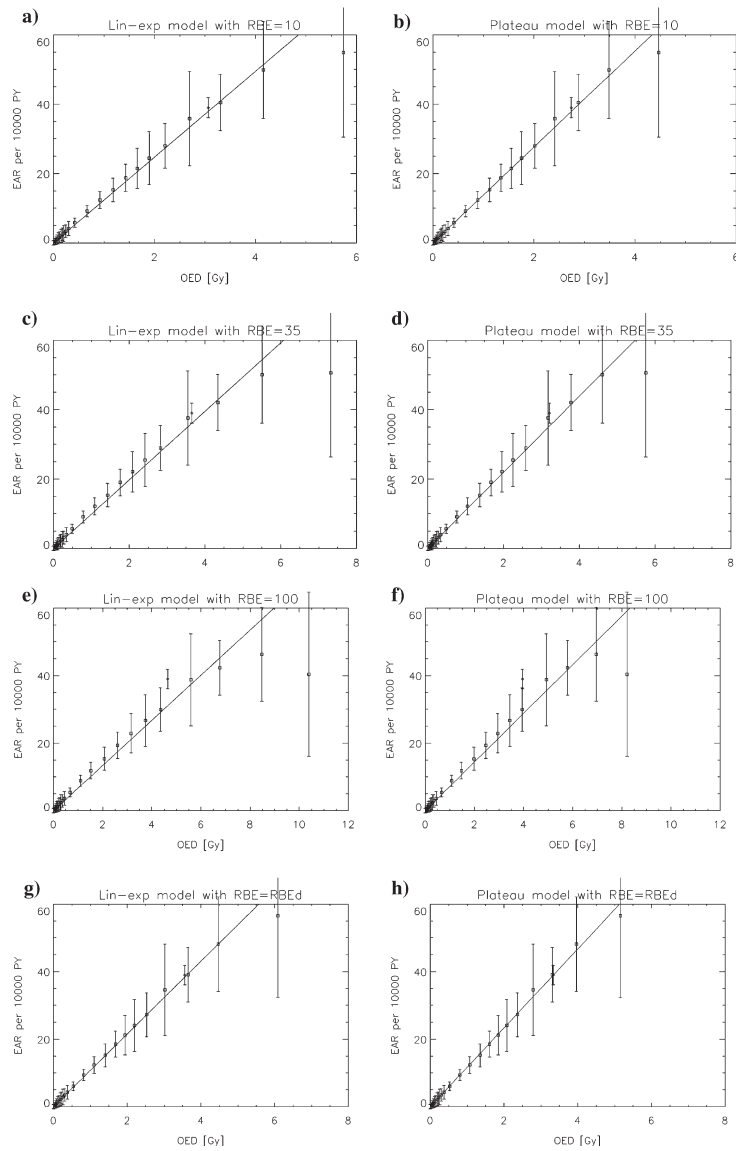 a)
Lin-exp model with RBE=10
60
40
20
0
EAR per 10000 PY
0 2 4 6
OED [Gy]
b)
Plateau model with RBE=10
60
40
20
0
EAR per 10000 PY
0 1 2 3 4 5 6
OED [Gy]
c)
Lin-exp model with RBE=35
60
40
20
0
EAR per 10000 PY
0 2 4 6 8
OED [Gy]
d)
Plateau model with RBE=35
60
40
20
0
EAR per 10000 PY
0 2 4 6 8
OED [Gy]
e)
Lin-exp model with RBE=100
60
40
20
0
EAR per 10000 PY
0 2 4 6 8 10 12
OED [Gy]
f)
Plateau model with RBE=100
60
40
20
0
EAR per 10000 PY
0 2 4 6 8 10 12
OED [Gy]
g)
Lin-exp model with RBE=RBEd
60
40
20
0
EAR per 10000 PY
0 2 4 6 8
OED [Gy]
h)
Plateau model with RBE=RBEd
60
40
20
0
EAR per 10000 PY
0 2 4 6 8
OED [Gy]